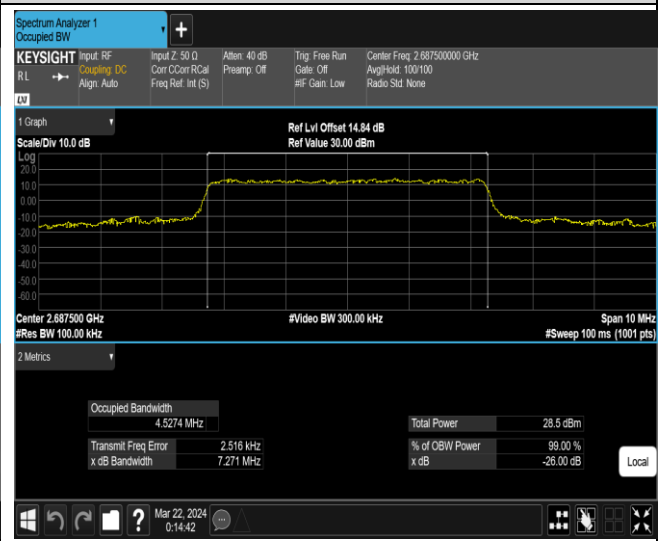 Spectrum Analyzer 1
Occupied BW
+
KEYSIGHT
RL
LXI
Input: RF
Coupling: DC
Align: Auto
Input Z: 50 Ω
Corr CCorr RCal
Freq Ref: Int (S)
Atten: 40 dB
Preamp: Off
Trig: Free Run
Gate: Off
#IF Gain: Low
Center Freq: 2.687500000 GHz
Avg|Hold: 100/100
Radio Std: None
1 Graph
Scale/Div 10.0 dB
Ref Lvl Offset 14.84 dB
Ref Value 30.00 dBm
Log
20.0
10.0
0.00
-10.0
-20.0
-30.0
-40.0
-50.0
-60.0
Center 2.687500 GHz
#Res BW 100.00 kHz
#Video BW 300.00 kHz
Span 10 MHz
#Sweep 100 ms (1001 pts)
2 Metrics
Occupied Bandwidth
4.5274 MHz
Transmit Freq Error 2.516 kHz
x dB Bandwidth 7.271 MHz
Total Power 28.5 dBm
% of OBW Power 99.00 %
x dB -26.00 dB
Local
?
Mar 22, 2024
0:14:42